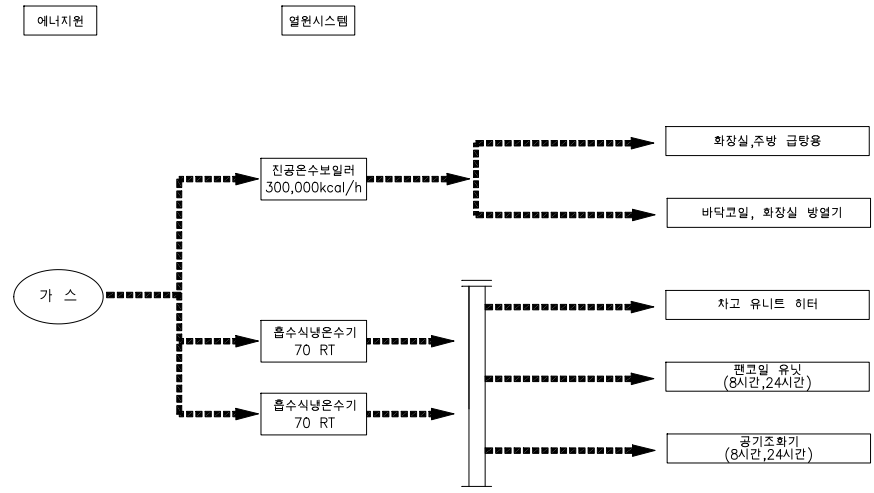 에너지원
열원시스템
화장실,주방 급탕용
진공온수보일러
300,000kcal/h
바닥코일, 화장실 방열기
가 스
차고 유니트 히터
흡수식냉온수기
70 RT
팬코일 유닛
(8시간,24시간)
흡수식냉온수기
70 RT
공기조화기
(8시간,24시간)